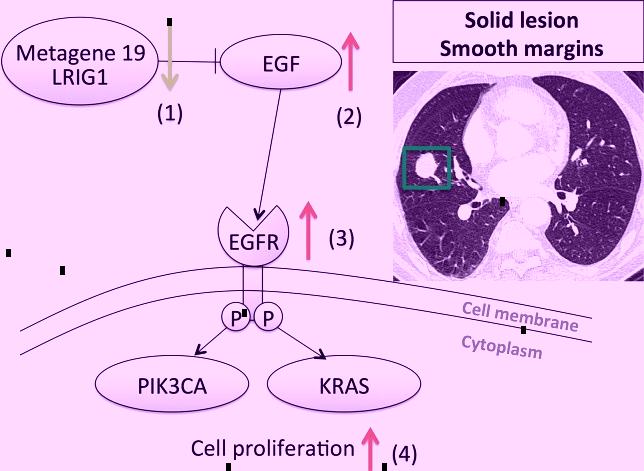 Solid lesion
Smooth margins
Metagene 19
LRIG1
EGF
(1)
(2)
EGFR
(3)
Cell membrane
P P
Cytoplasm
PIK3CA
KRAS
Cell proliferation
(4)